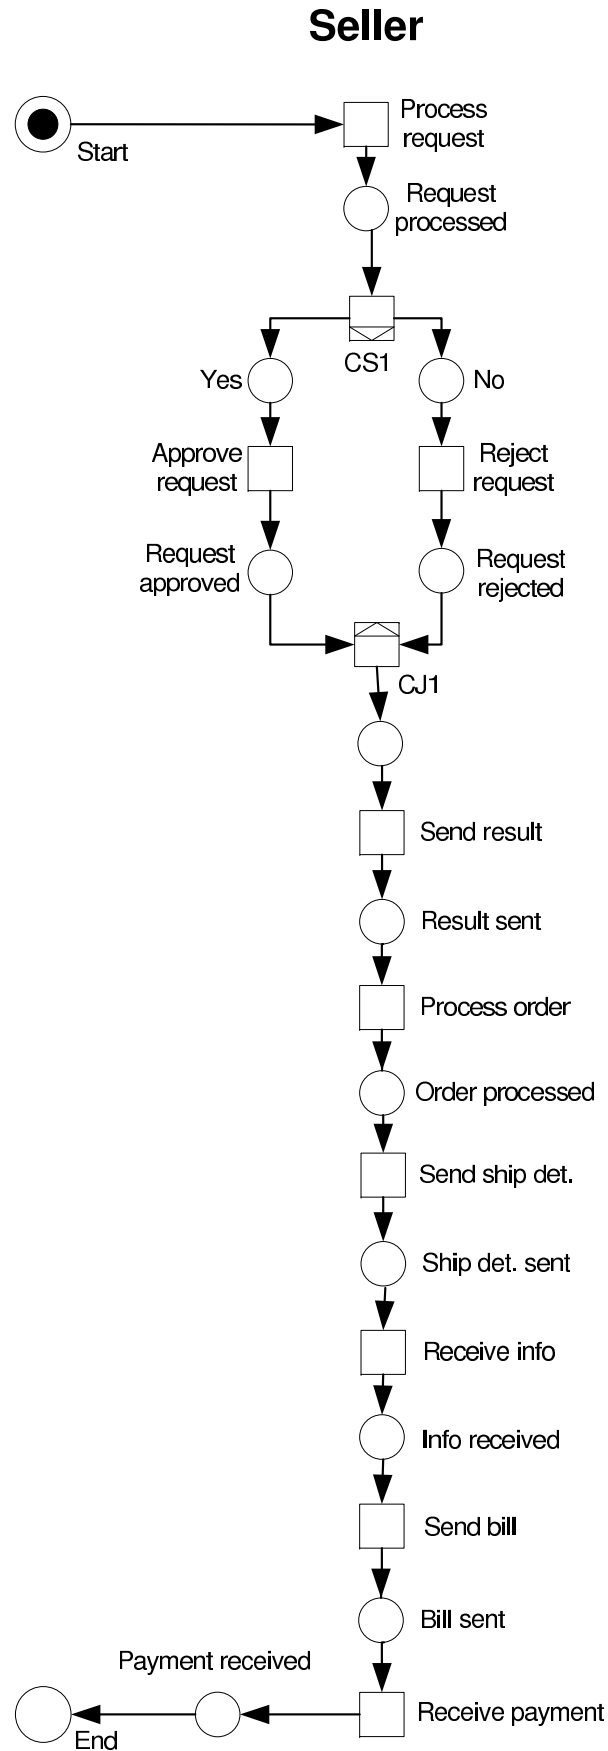 Seller
Start
Process
request
Request
processed
CS1
Yes
No
Approve
request
Reject
request
Request
approved
Request
rejected
CJ1
Send result
Result sent
Process order
Order processed
Send ship det.
Ship det. sent
Receive info
Info received
Send bill
Bill sent
Payment received
Receive payment
End